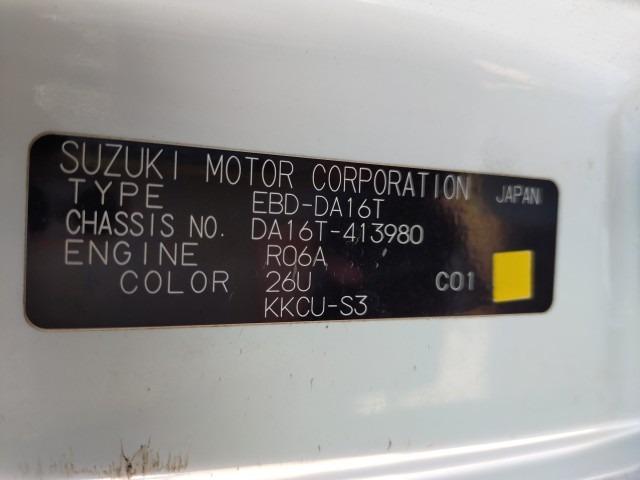 SUZUKI MOTOR CORPORATION JAPAN
TYPE EBD-DA16T
CHASSIS NO. DA16T-413980
ENGINE R06A
COLOR 26U C01
KKCU-S3